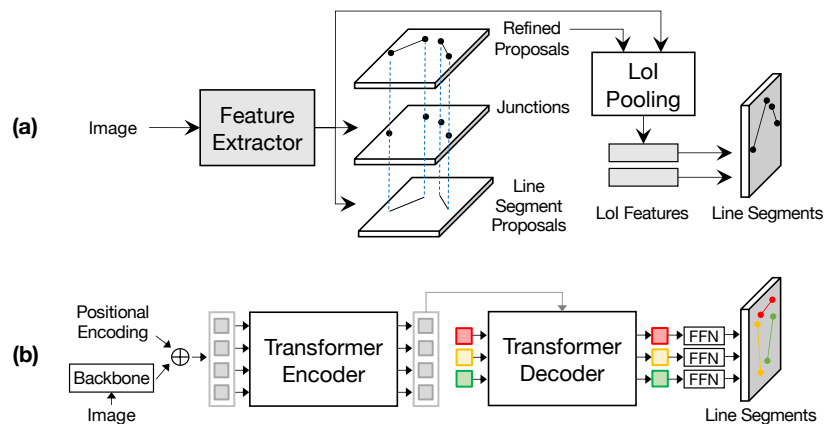 (a)
Image
Feature
Extractor
Refined
Proposals
Junctions
Line
Segment
Proposals
LoI
Pooling
LoI Features
Line Segments
(b)
Positional
Encoding
Backbone
Image
Transformer
Encoder
Transformer
Decoder
FFN
FFN
FFN
Line Segments